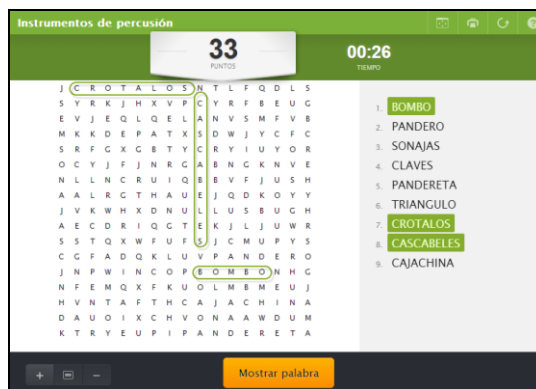 Instrumentos de percusión
33
PUNTOS
00:26
TIEMPO
J C R O T A L O S N T L F Q D L S
S Y R K J H X V P C Y R F B E U G
E V J E Q L Q E L A N V S M F V B
M K K D E P A T X S D W J Y C F C
S R F G X G B T Y C R Y I U Y O R
O C Y J F J N R G A B N G K N V E
N L L N C R U I Q B B V F J U S H
A A L R G T H A U E J Q D K O Y Y
J V K W H X D N U L L U S B U G H
A E C D R I Q G T E K J L J U W R
S S T Q X W F U F S J C M U P Y S
C G F A D Q K L U V P A N D E R O
J N P W I N C O P B O M B O N H G
N F E M Q X F K U O L M B M E U J
H V N T A F T H C A J A C H I N A
D A U O I X C H V O N A A W D U M
K T R Y E U P I P A N D E R E T A
1. BOMBO
2. PANDERO
3. SONAJAS
4. CLAVES
5. PANDERETA
6. TRIANGULO
7. CROTALOS
8. CASCABELES
9. CAJACHINA
Mostrar palabra